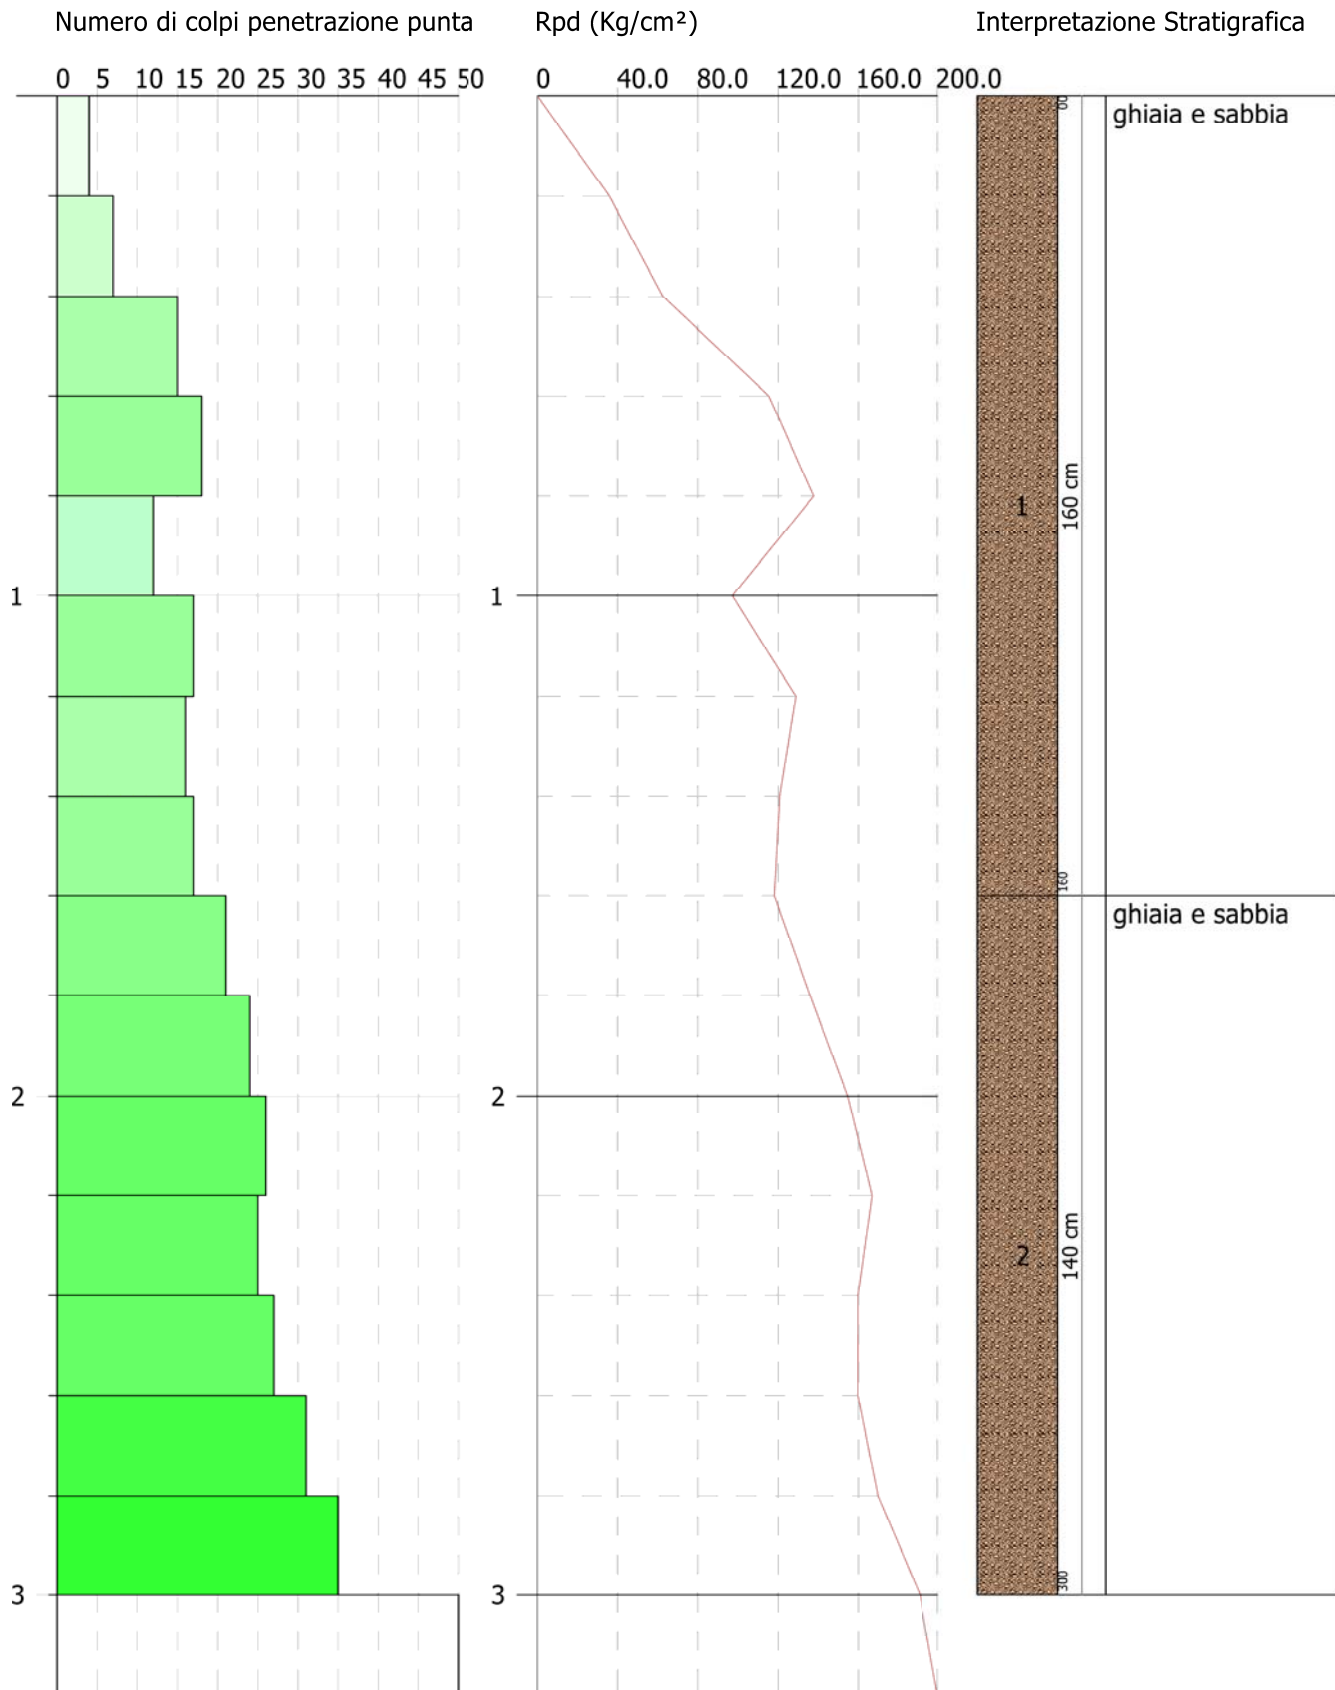 Numero di colpi penetrazione punta
Rpd (Kg/cm²)
Interpretazione Stratigrafica
0 5 10 15 20 25 30 35 40 45 50
0 40.0 80.0 120.0 160.0 200.0
ghiaia e sabbia
1
160 cm
1
1
160
ghiaia e sabbia
2
2
2
140 cm
3
3
300